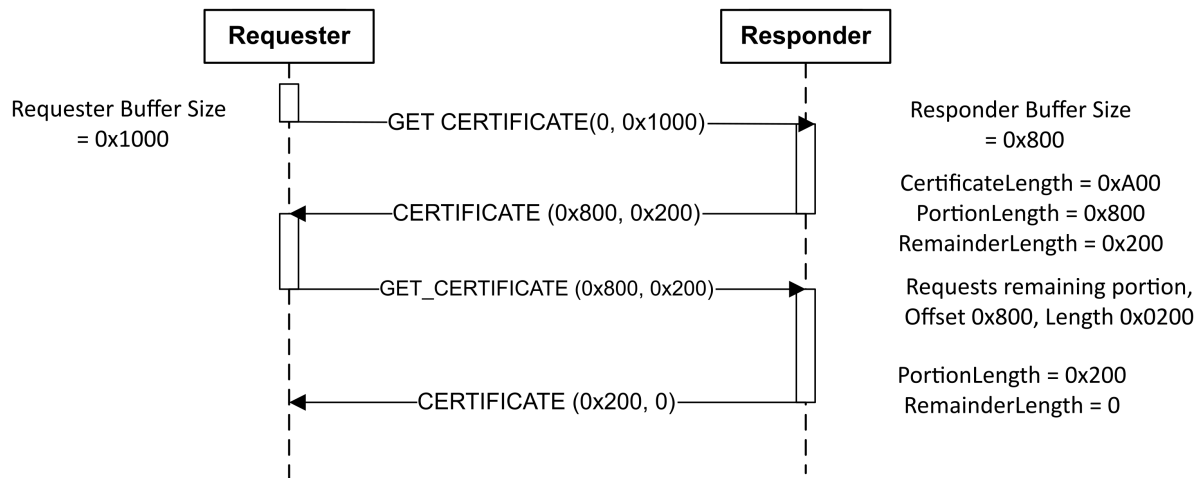 Requester
Responder
Requester Buffer Size
= 0x1000
GET CERTIFICATE(0, 0x1000)
Responder Buffer Size
= 0x800
CertificateLength = 0xA00
PortionLength = 0x800
RemainderLength = 0x200
CERTIFICATE (0x800, 0x200)
GET_CERTIFICATE (0x800, 0x200)
Requests remaining portion,
Offset 0x800, Length 0x0200
PortionLength = 0x200
RemainderLength = 0
CERTIFICATE (0x200, 0)